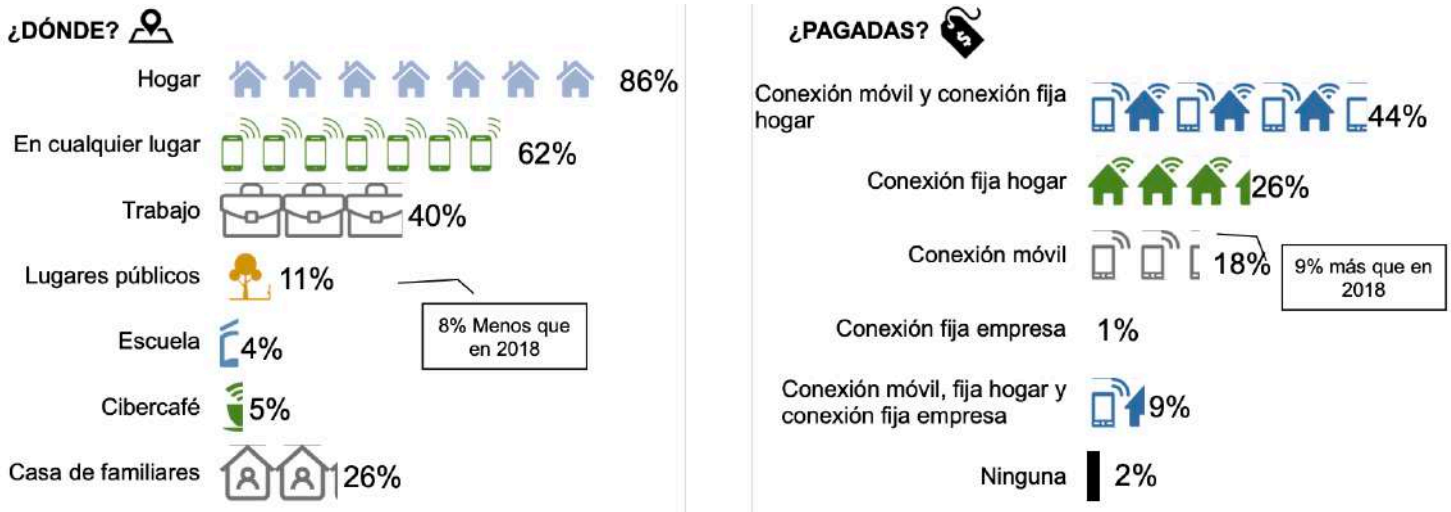 ¿DÓNDE?
Hogar 86%
En cualquier lugar 62%
Trabajo 40%
Lugares públicos 11%
8% Menos que
en 2018
Escuela 4%
Cibercafé 5%
Casa de familiares 26%
¿PAGADAS?
$
Conexión móvil y conexión fija
hogar 44%
Conexión fija hogar 26%
Conexión móvil 18%
9% más que en
2018
Conexión fija empresa 1%
Conexión móvil, fija hogar y
conexión fija empresa 9%
Ninguna 2%